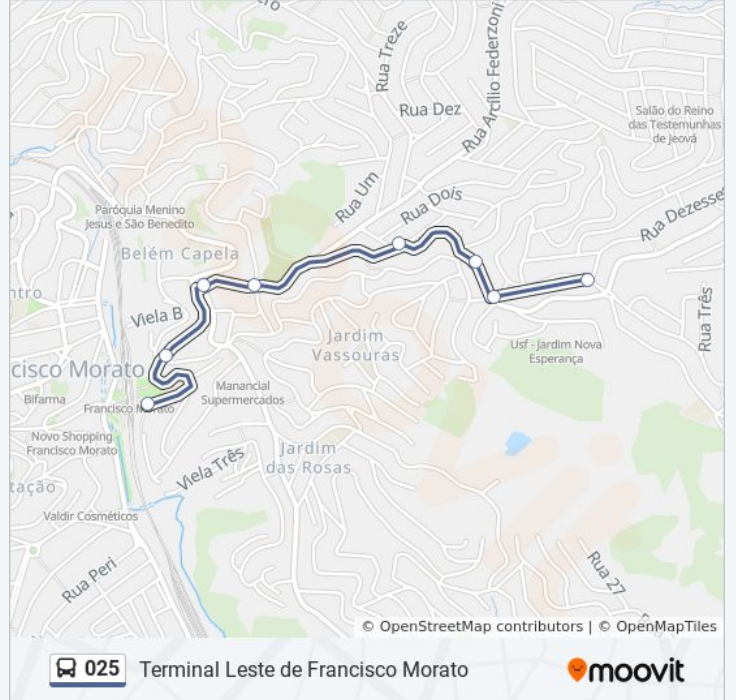 ro
Rua Treze
Rua Arcílio Federzoni
Rua Dez
Salão do Reino
das Testemunhas
de Jeová
Rua Um
Rua Dois
Rua Dezesse
Paróquia Menino
Jesus e São Benedito
Belém Capela
ntro
Viela B
Rua Três
Jardim
Vassouras
Usf - Jardim Nova
Esperança
cisco Morato
Manancial
Supermercados
Bifarma
Francisco Morato
Novo Shopping
Francisco Morato
Jardim
das Rosas
Viela Três
tação
Valdir Cosméticos
Rua Peri
Rua 27
© OpenStreetMap contributors | © OpenMapTiles
025 Terminal Leste de Francisco Morato
moovit